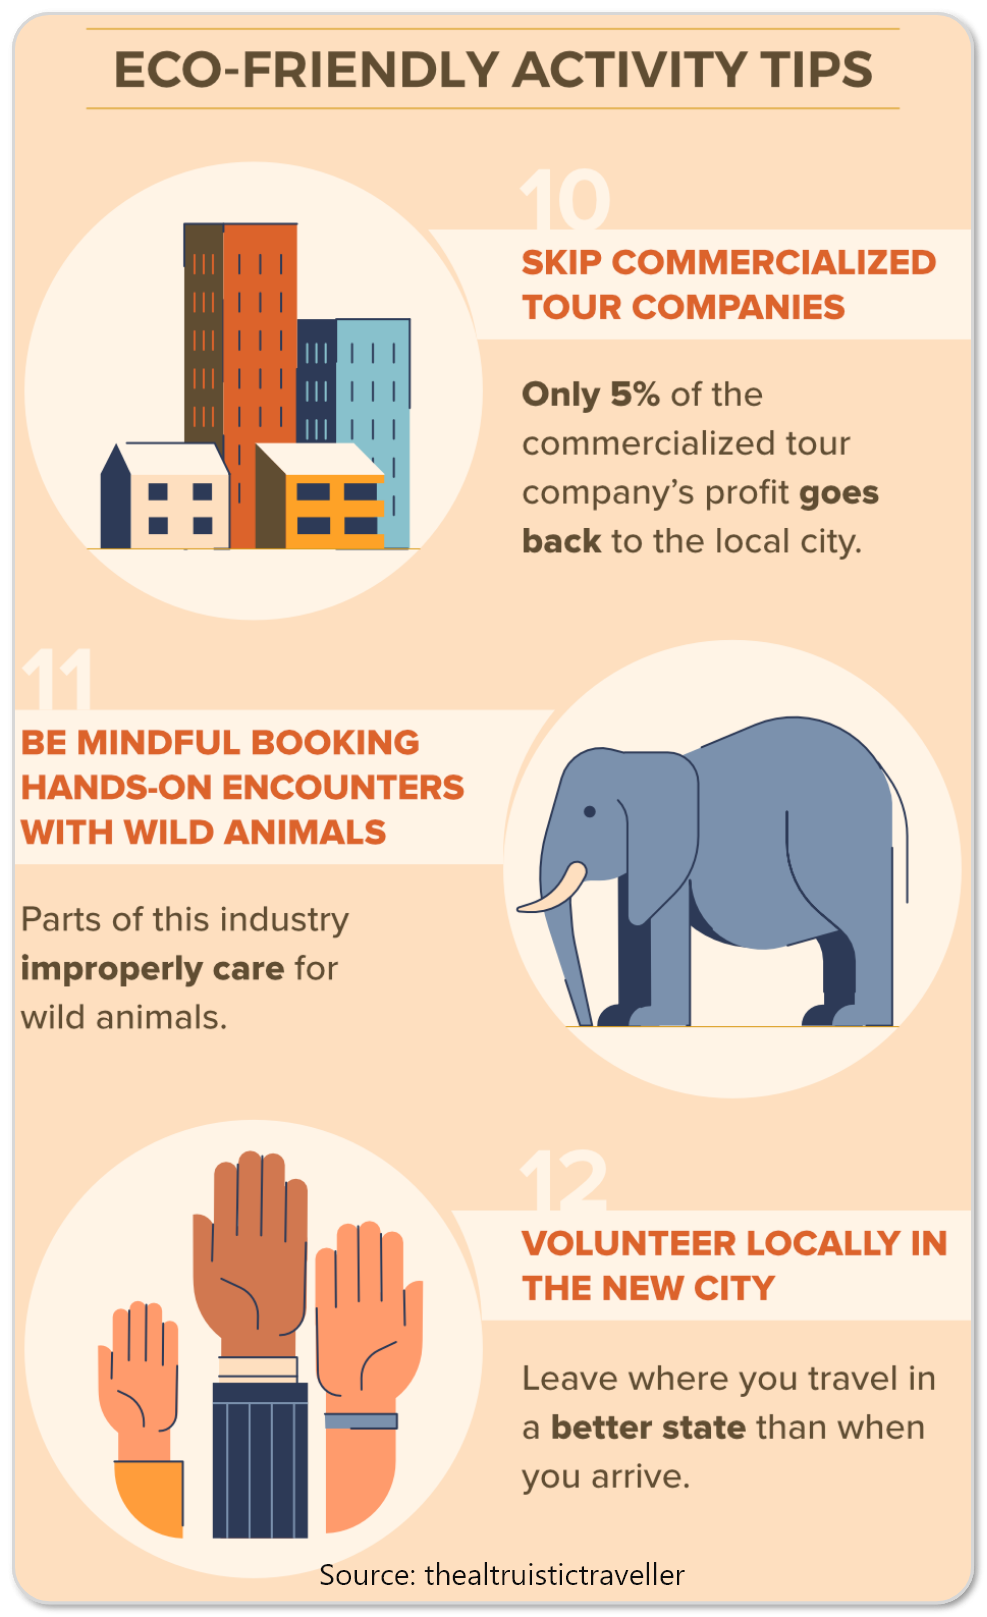 ECO-FRIENDLY ACTIVITY TIPS
10
SKIP COMMERCIALIZED
TOUR COMPANIES
Only 5% of the
commercialized tour
company’s profit goes
back to the local city.
11
BE MINDFUL BOOKING
HANDS-ON ENCOUNTERS
WITH WILD ANIMALS
Parts of this industry
improperly care for
wild animals.
12
VOLUNTEER LOCALLY IN
THE NEW CITY
Leave where you travel in
a better state than when
you arrive.
Source: thealtruistictraveller